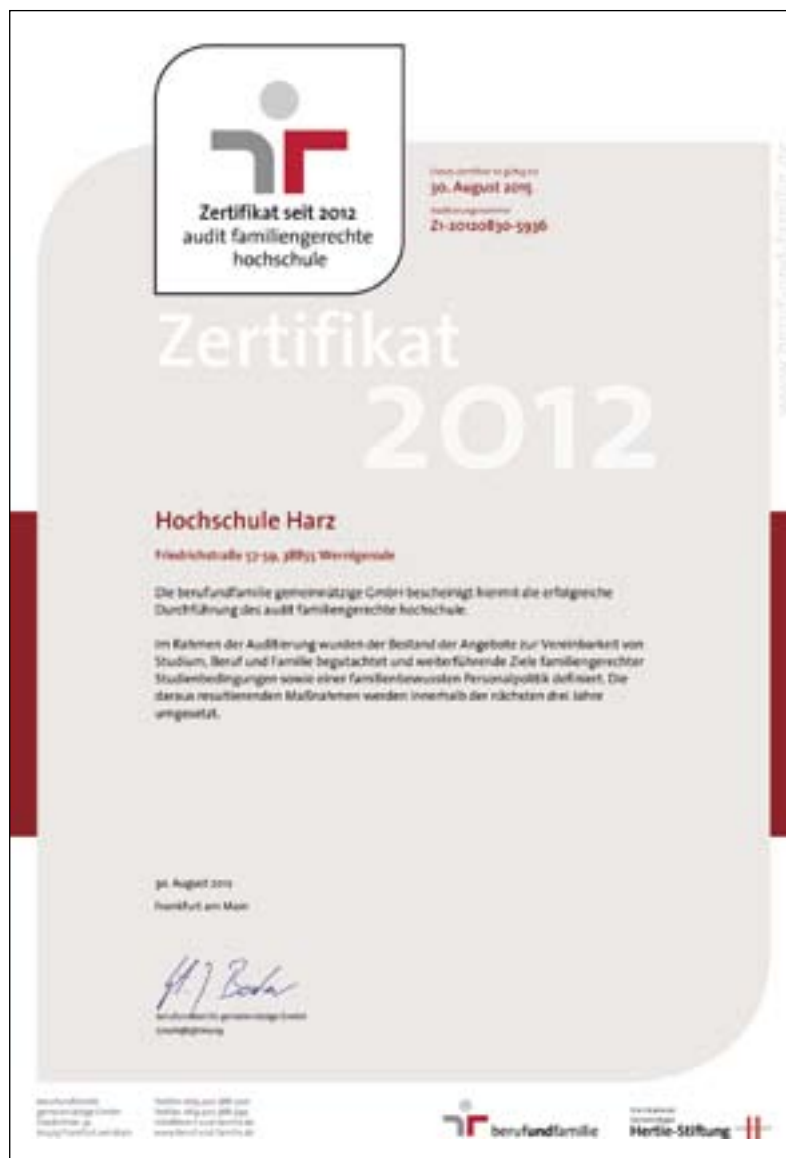 Zertifikat seit 2012
audit familiengerechte
hochschule
30. August 2015
Z1-20120830-5936
Zertifikat
2012
Hochschule Harz
Friedrichstraße 57-59, 38855 Wernigerode
Die berufundfamilie gemeinnützige GmbH bescheinigt hiermit die erfolgreiche
Durchführung des audit familiengerechte hochschule.
Im Rahmen der Auditierung wurden der Bestand der Angebote zur Vereinbarkeit von
Studium, Beruf und Familie begutachtet und weiterführende Ziele familiengerechter
Studienbedingungen sowie einer familienbewussten Personalpolitik definiert. Die
daraus resultierenden Maßnahmen werden innerhalb der nächsten drei Jahre
umgesetzt.
30. August 2012
Frankfurt am Main
berufundfamilie gemeinnützige GmbH
berufundfamilie
Hertie-Stiftung